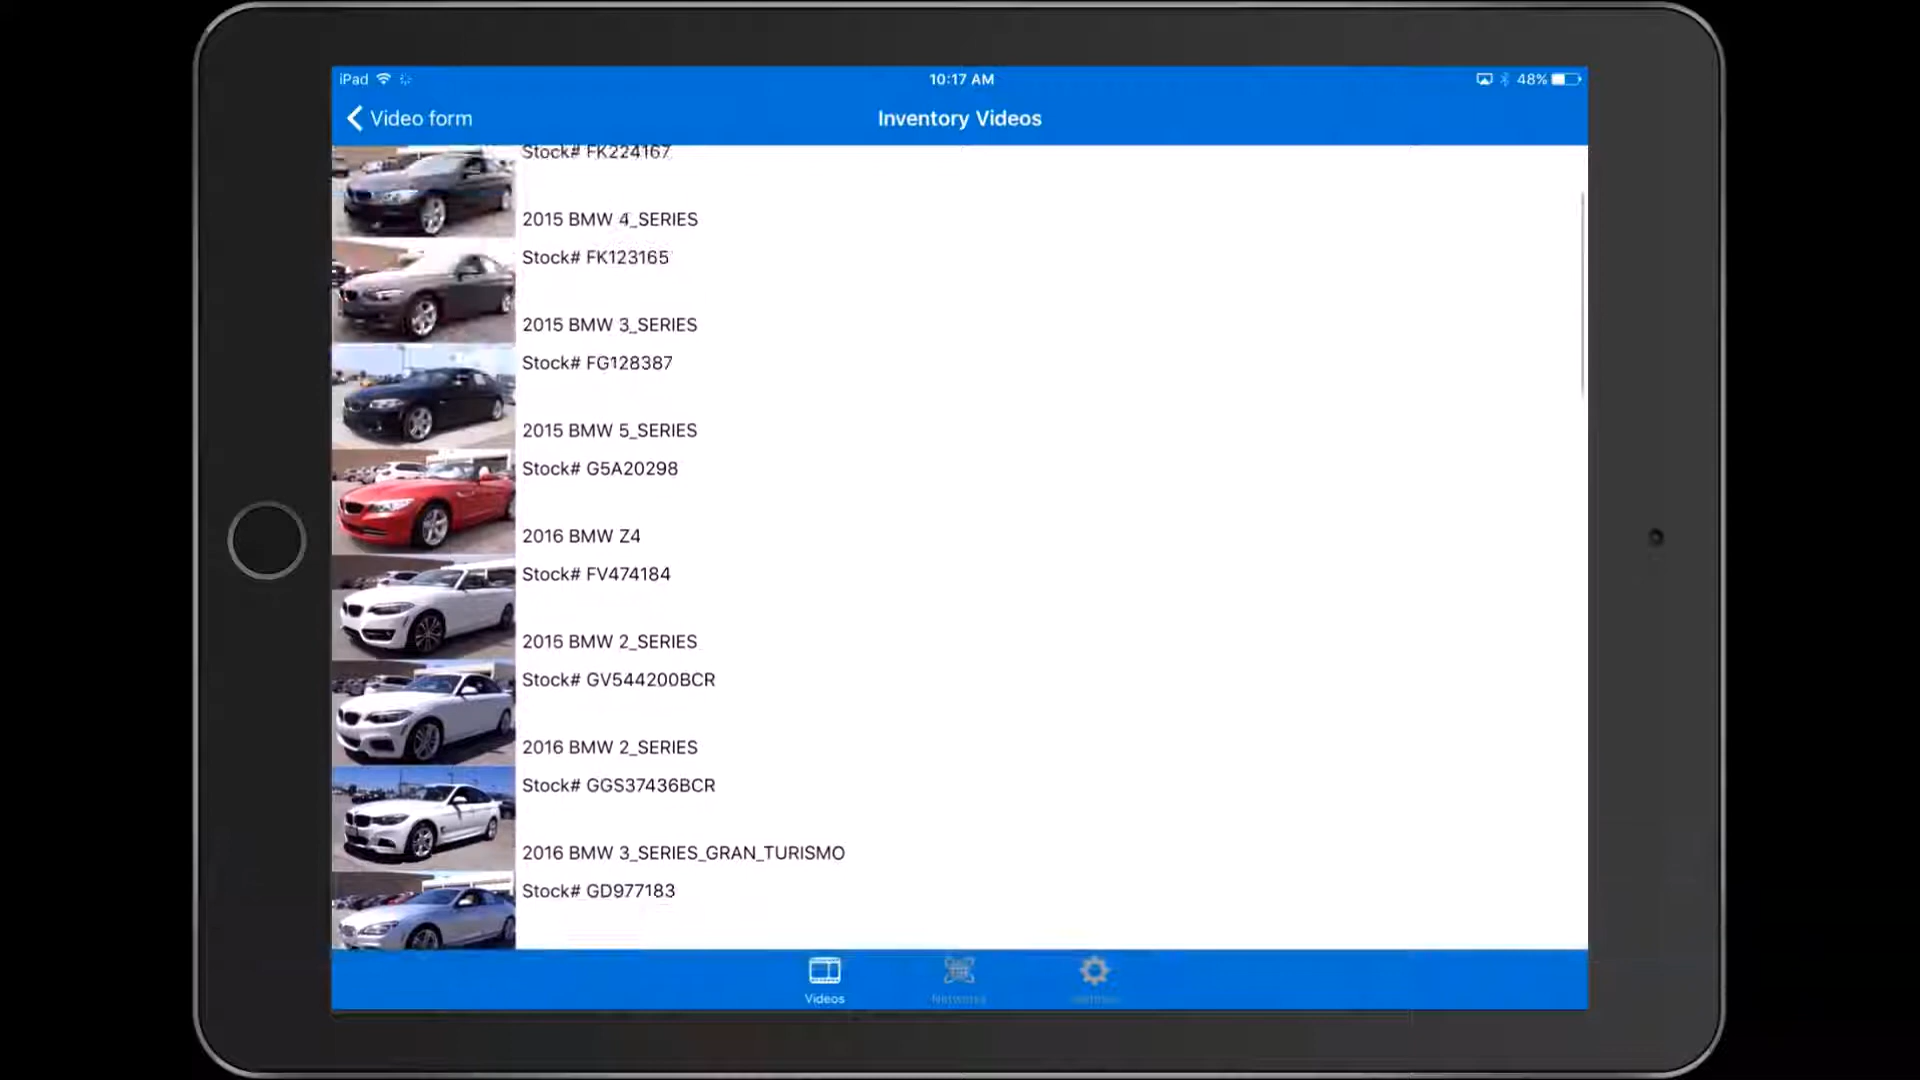 iPad
10:17 AM
48%
Video form
Inventory Videos
Stock# FK224167
2015 BMW 4_SERIES
Stock# FK123165
2015 BMW 3_SERIES
Stock# FG128387
2015 BMW 5_SERIES
Stock# G5A20298
2016 BMW Z4
Stock# FV474184
2015 BMW 2_SERIES
Stock# GV544200BCR
2016 BMW 2_SERIES
Stock# GGS37436BCR
2016 BMW 3_SERIES_GRAN_TURISMO
Stock# GD977183
Videos